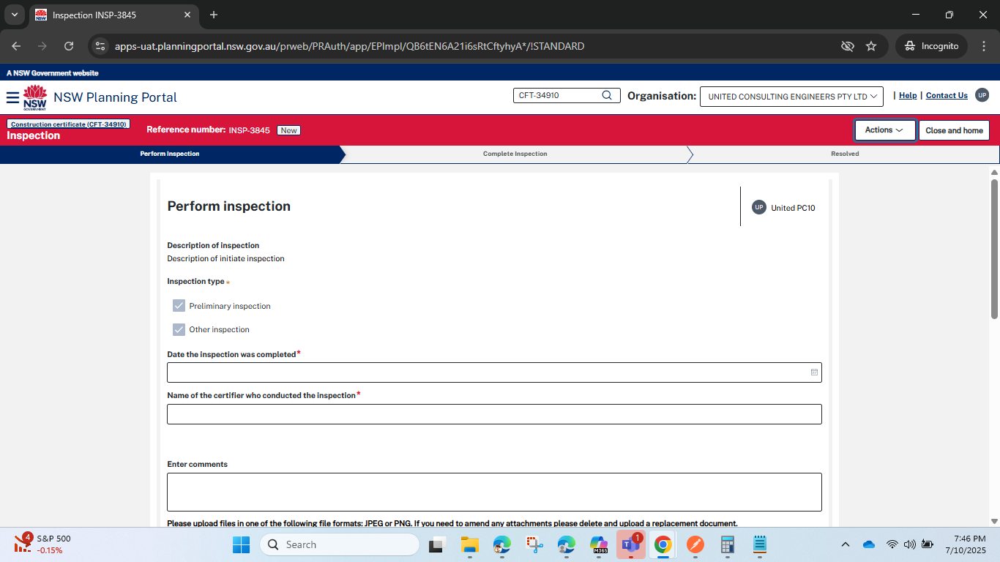 Inspection INSP-3845
apps-uat.planningportal.nsw.gov.au/prweb/PRAuth/app/EPImpl/QB6tEN6A21i6sRtCftyhyA*/!STANDARD
Incognito
A NSW Government website
NSW
GOVERNMENT
NSW Planning Portal
CFT-34910
Organisation:
UNITED CONSULTING ENGINEERS PTY LTD
| Help | Contact Us
UP
Construction certificate (CFT-34910)
Inspection
Reference number: INSP-3845 New
Actions
Close and home
Perform Inspection
Complete Inspection
Resolved
Perform inspection
UP United PC10
Description of inspection
Description of initiate inspection
Inspection type *
Preliminary inspection
Other inspection
Date the inspection was completed*
Name of the certifier who conducted the inspection*
Enter comments
Please upload files in one of the following file formats: JPEG or PNG. If you need to amend any attachments please delete and upload a replacement document.
4
S&P 500
-0.15%
Search
M365
1
7:46 PM
7/10/2025